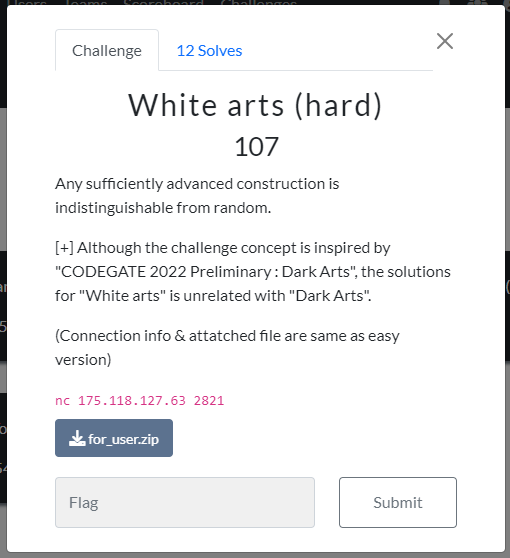 Users Teams Scoreboard Challenges
Challenge
12 Solves
White arts (hard)
107
Any sufficiently advanced construction is
indistinguishable from random.
[+] Although the challenge concept is inspired by
"CODEGATE 2022 Preliminary : Dark Arts", the solutions
for "White arts" is unrelated with "Dark Arts".
(Connection info & attatched file are same as easy
version)
nc 175.118.127.63 2821
for_user.zip
Flag
Submit